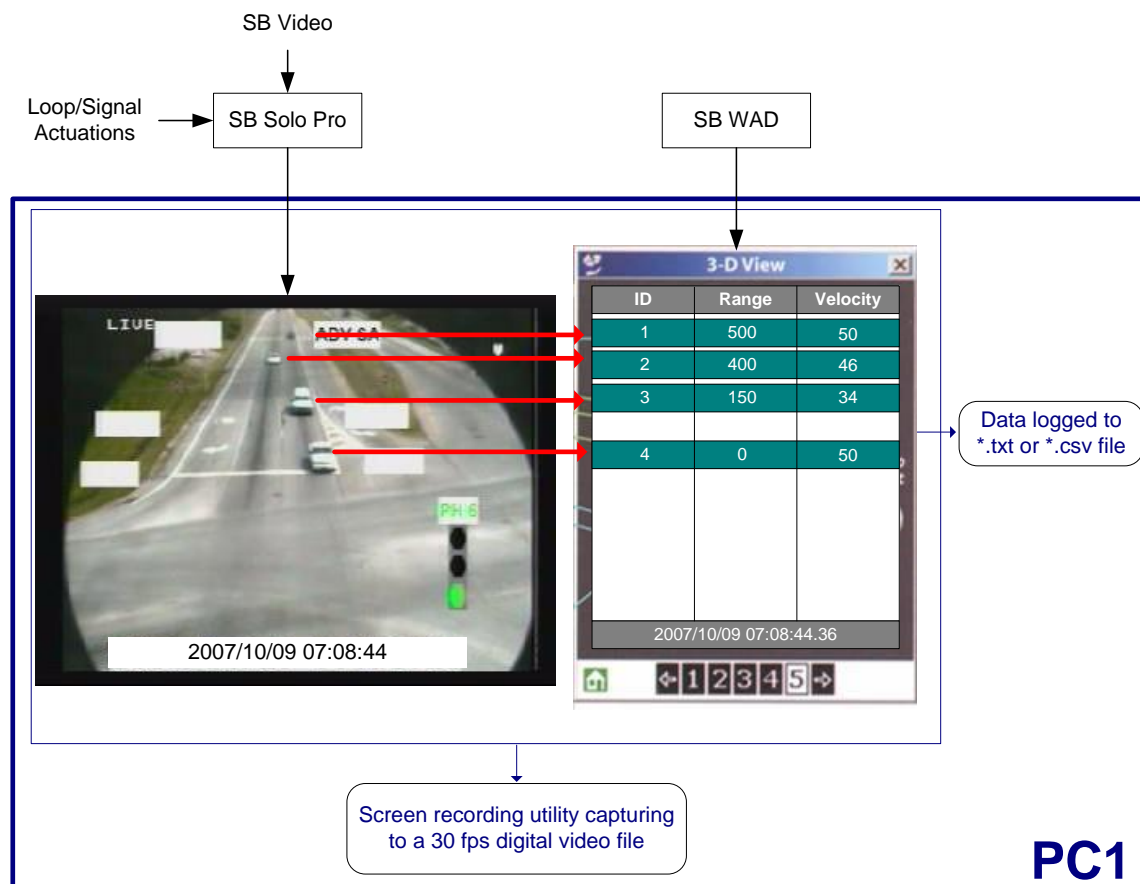 SB Video
Loop/Signal
Actuations
SB Solo Pro
SB WAD
3-D View
ID Range Velocity
1 500 50
2 400 46
3 150 34
4 0 50
2007/10/09 07:08:44.36
1 2 3 4 5
LIVE
ADV SA
PH 6
2007/10/09 07:08:44
Data logged to
*.txt or *.csv file
Screen recording utility capturing
to a 30 fps digital video file
PC1